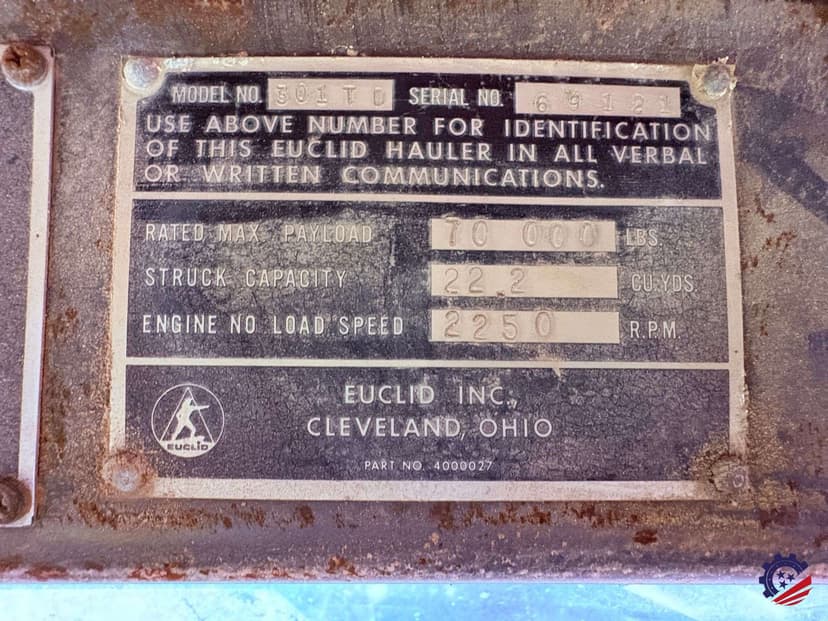 MODEL NO. 301TD SERIAL NO. 69121
USE ABOVE NUMBER FOR IDENTIFICATION
OF THIS EUCLID HAULER IN ALL VERBAL
OR WRITTEN COMMUNICATIONS.
RATED MAX. PAYLOAD 70 000 LBS.
STRUCK CAPACITY 22.2 CU.YDS.
ENGINE NO LOAD SPEED 2250 R.P.M.
EUCLID INC.,
CLEVELAND, OHIO
EUCLID
PART NO. 4000027